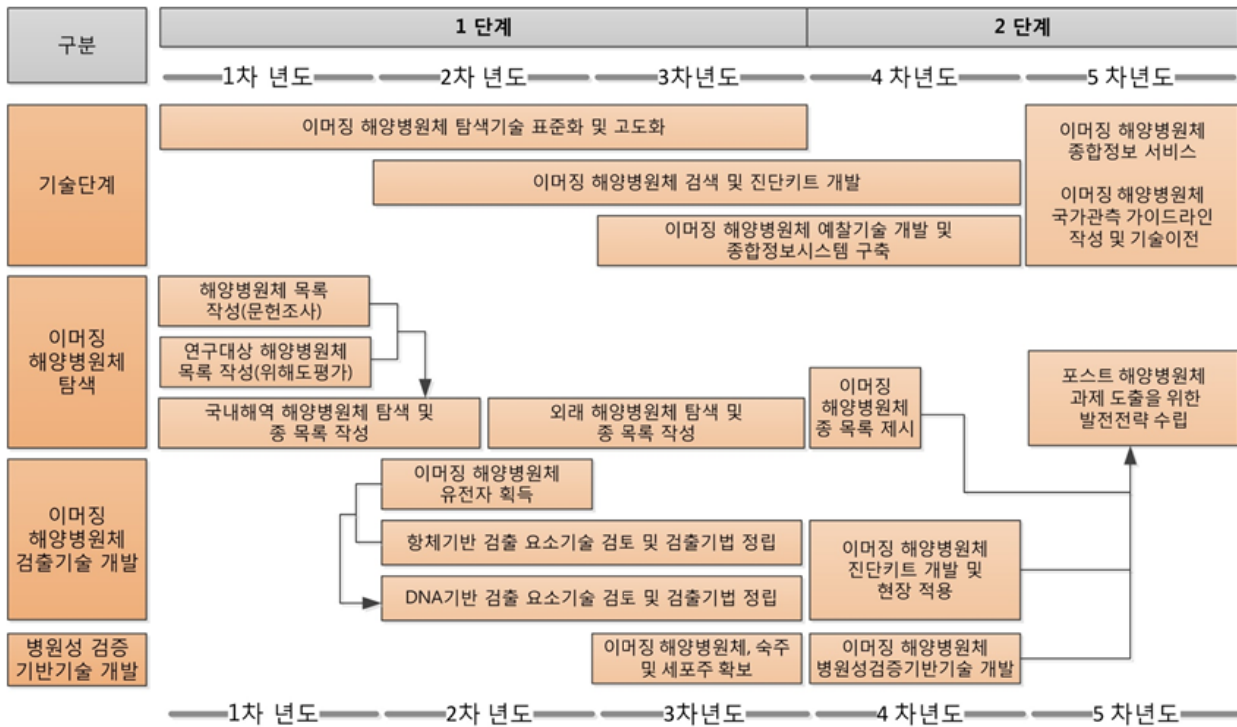 구분
1 단계
2 단계
1차 년도
2차 년도
3차년도
4 차년도
5 차년도
기술단계
이머징 해양병원체 탐색기술 표준화 및 고도화
이머징 해양병원체 검색 및 진단키트 개발
이머징 해양병원체 예찰기술 개발 및
종합정보시스템 구축
이머징 해양병원체
종합정보 서비스
이머징 해양병원체
국가관측 가이드라인
작성 및 기술이전
이머징
해양병원체
탐색
해양병원체 목록
작성(문헌조사)
연구대상 해양병원체
목록 작성(위해도평가)
국내해역 해양병원체 탐색 및
종 목록 작성
외래 해양병원체 탐색 및
종 목록 작성
이머징
해양병원체
종 목록 제시
포스트 해양병원체
과제 도출을 위한
발전전략 수립
이머징
해양병원체
검출기술 개발
이머징 해양병원체
유전자 획득
항체기반 검출 요소기술 검토 및 검출기법 정립
DNA기반 검출 요소기술 검토 및 검출기법 정립
이머징 해양병원체
진단키트 개발 및
현장 적용
병원성 검증
기반기술 개발
이머징 해양병원체, 숙주
및 세포주 확보
이머징 해양병원체
병원성검증기반기술 개발
1차 년도
2차 년도
3차년도
4 차년도
5 차년도